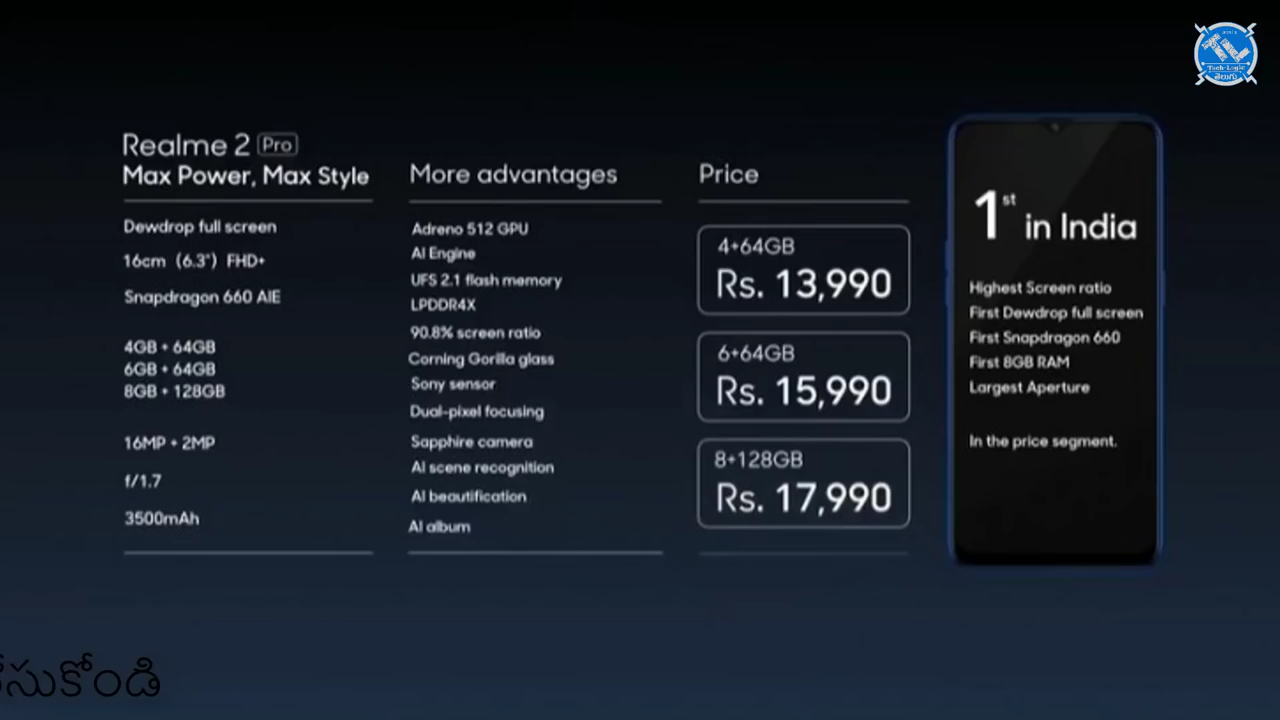 Realme 2 Pro
Max Power, Max Style
Dewdrop full screen
16cm (6.3") FHD+
Snapdragon 660 AIE
4GB + 64GB
6GB + 64GB
8GB + 128GB
16MP + 2MP
f/1.7
3500mAh
More advantages
Adreno 512 GPU
AI Engine
UFS 2.1 flash memory
LPDDR4X
90.8% screen ratio
Corning Gorilla glass
Sony sensor
Dual-pixel focusing
Sapphire camera
AI scene recognition
AI beautification
AI album
Price
4+64GB
Rs. 13,990
6+64GB
Rs. 15,990
8+128GB
Rs. 17,990
1st in India
Highest Screen ratio
First Dewdrop full screen
First Snapdragon 660
First 8GB RAM
Largest Aperture
In the price segment.
TL
Tech-Logic
తెలుగు